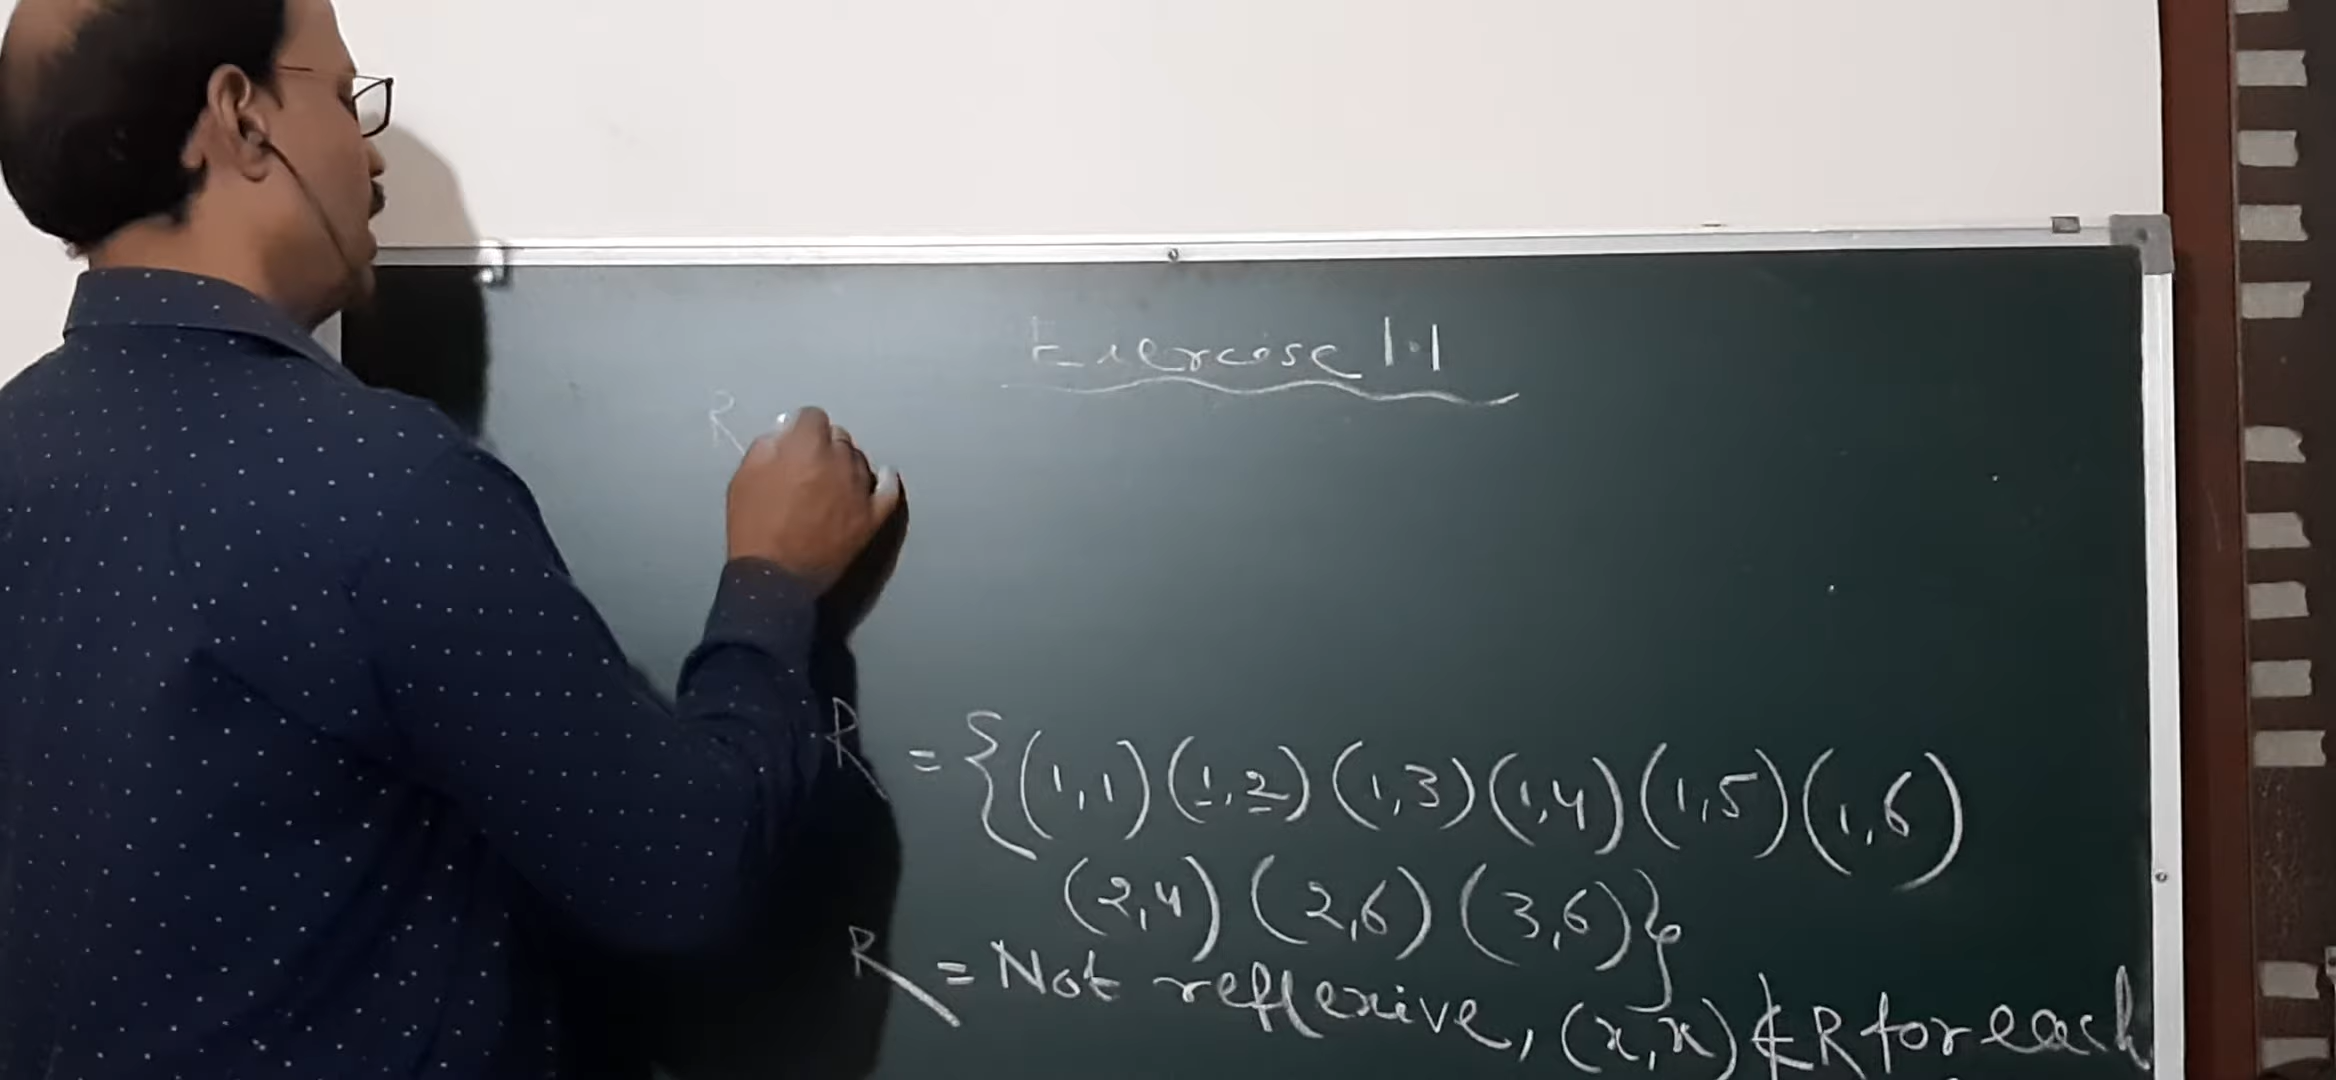 Exercise 1.1
R
R = {(1,1) (1,2) (1,3) (1,4) (1,5) (1,6)
(2,4) (2,6) (3,6)}
R = Not reflexive, (x,x) ∉ R for each